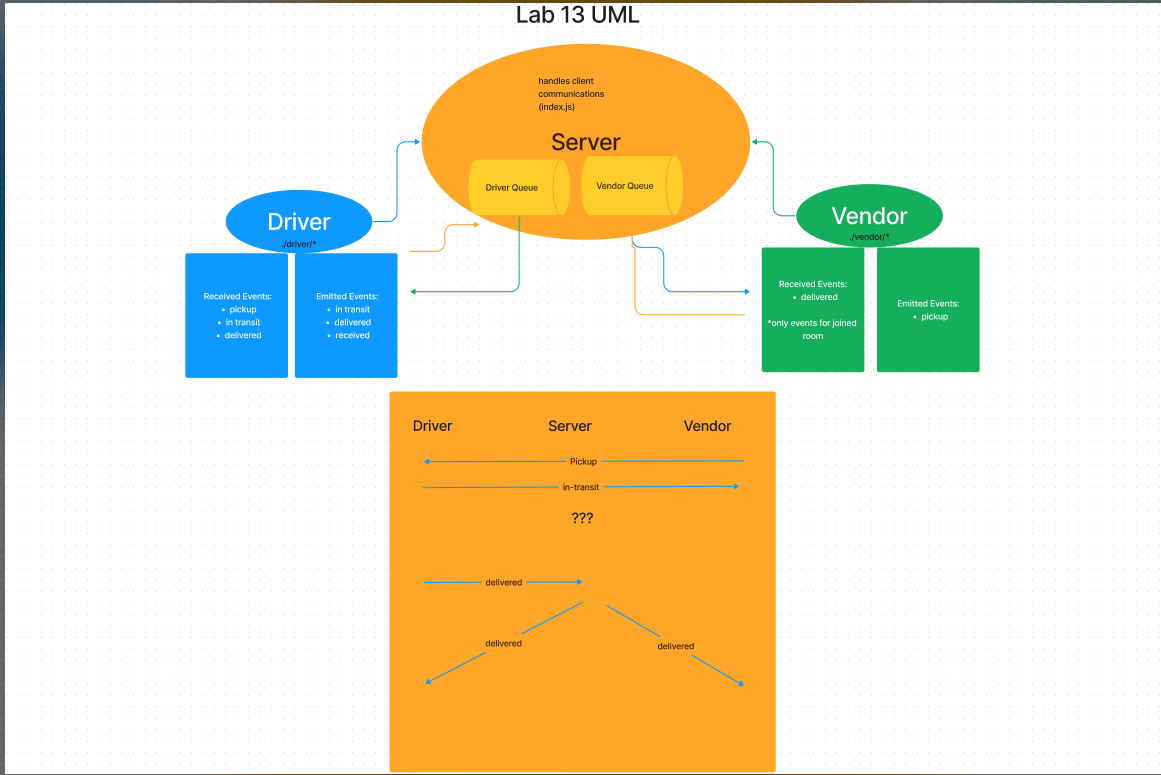 Lab 13 UML
handles client
communications
(index.js)
Server
Driver Queue
Vendor Queue
Driver
./driver/*
Vendor
./vendor/*
Received Events:
• pickup
• in transit
• delivered
Emitted Events:
• in transit
• delivered
• received
Received Events:
• delivered
*only events for joined
room
Emitted Events:
• pickup
Driver
Server
Vendor
Pickup
in-transit
???
delivered
delivered
delivered